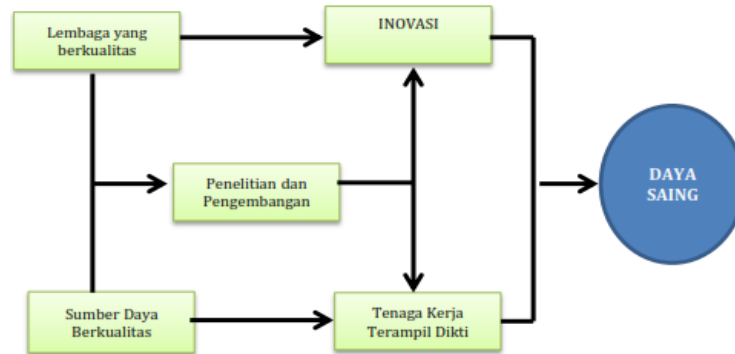 Lembaga yang
berkualitas
INOVASI
Penelitian dan
Pengembangan
DAYA
SAING
Sumber Daya
Berkualitas
Tenaga Kerja
Terampil Dikti